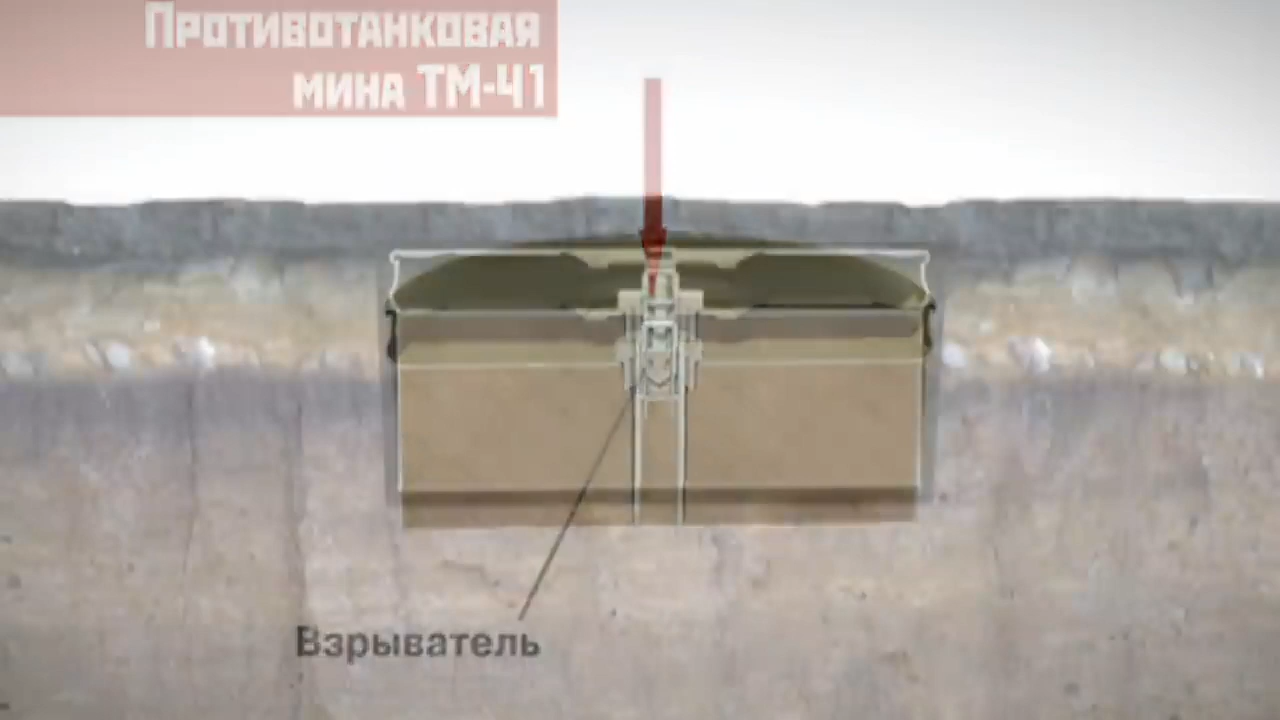 Противотанковая
мина ТМ-41
Взрыватель